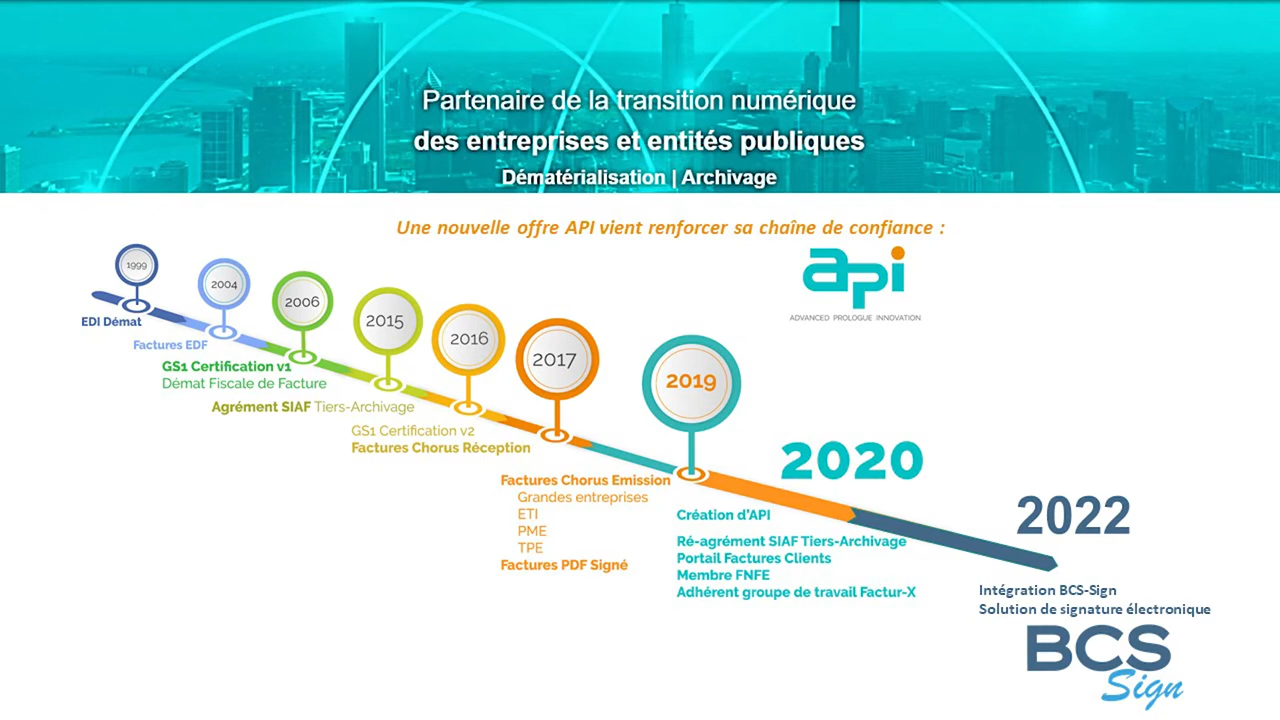 Partenaire de la transition numérique
des entreprises et entités publiques
Dématérialisation | Archivage
Une nouvelle offre API vient renforcer sa chaîne de confiance :
api
ADVANCED PROLOGUE INNOVATION
1999
EDI Démat
2004
Factures EDF
2006
GS1 Certification v1
Démat Fiscale de Facture
2015
Agrément SIAF Tiers-Archivage
2016
GS1 Certification v2
Factures Chorus Réception
2017
Factures Chorus Emission
Grandes entreprises
ETI
PME
TPE
Factures PDF Signé
2019
Création d'API
2020
Ré-agrément SIAF Tiers-Archivage
Portail Factures Clients
Membre FNFE
Adhérent groupe de travail Factur-X
2022
Intégration BCS-Sign
Solution de signature électronique
BCS
Sign